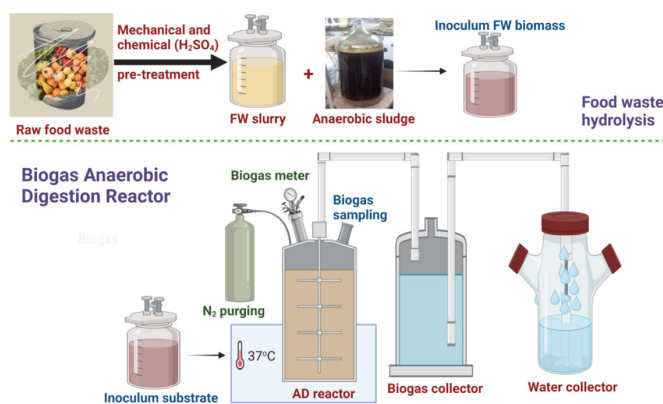 Mechanical and
chemical (H₂SO₄)
pre-treatment
Raw food waste
FW slurry
+
Anaerobic sludge
Inoculum FW biomass
Food waste
hydrolysis
Biogas Anaerobic
Digestion Reactor
Biogas
Biogas meter
Biogas
sampling
N₂ purging
37°C
Inoculum substrate
AD reactor
Biogas collector
Water collector